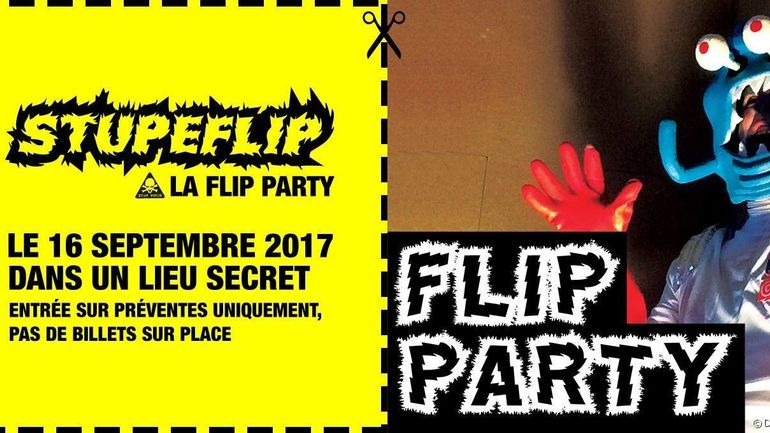 STUPEFLIP
LA FLIP PARTY
LE 16 SEPTEMBRE 2017
DANS UN LIEU SECRET
ENTRÉE SUR PRÉVENTES UNIQUEMENT,
PAS DE BILLETS SUR PLACE
FLIP
PARTY
©D